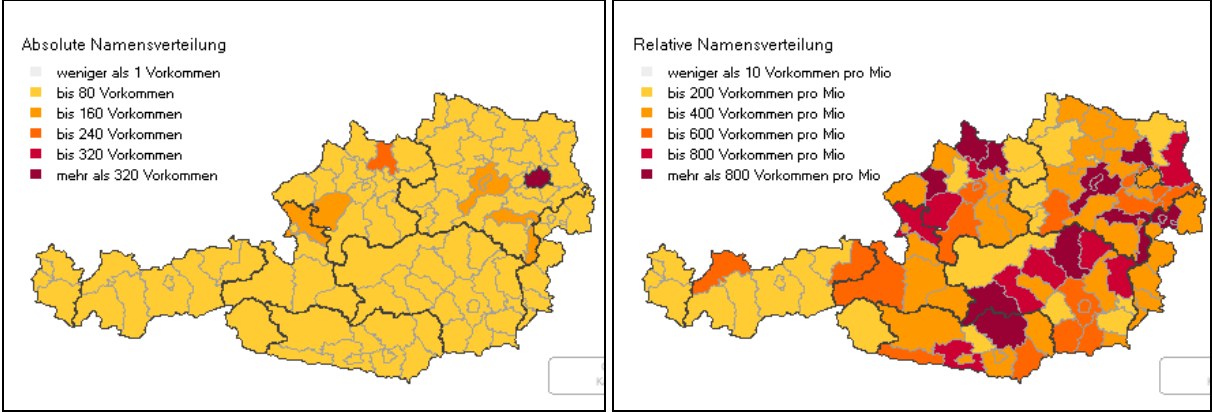 Absolute Namensverteilung
weniger als 1 Vorkommen
bis 80 Vorkommen
bis 160 Vorkommen
bis 240 Vorkommen
bis 320 Vorkommen
mehr als 320 Vorkommen
Relative Namensverteilung
weniger als 10 Vorkommen pro Mio
bis 200 Vorkommen pro Mio
bis 400 Vorkommen pro Mio
bis 600 Vorkommen pro Mio
bis 800 Vorkommen pro Mio
mehr als 800 Vorkommen pro Mio